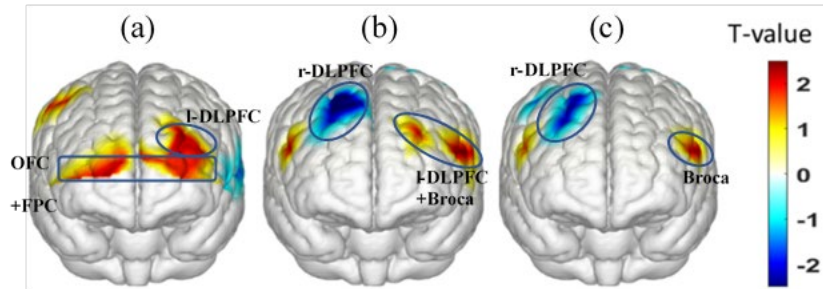 (a)
(b)
(c)
T-value
r-DLPFC
r-DLPFC
l-DLPFC
OFC
+FPC
l-DLPFC
+Broca
Broca
2
1
0
-1
-2